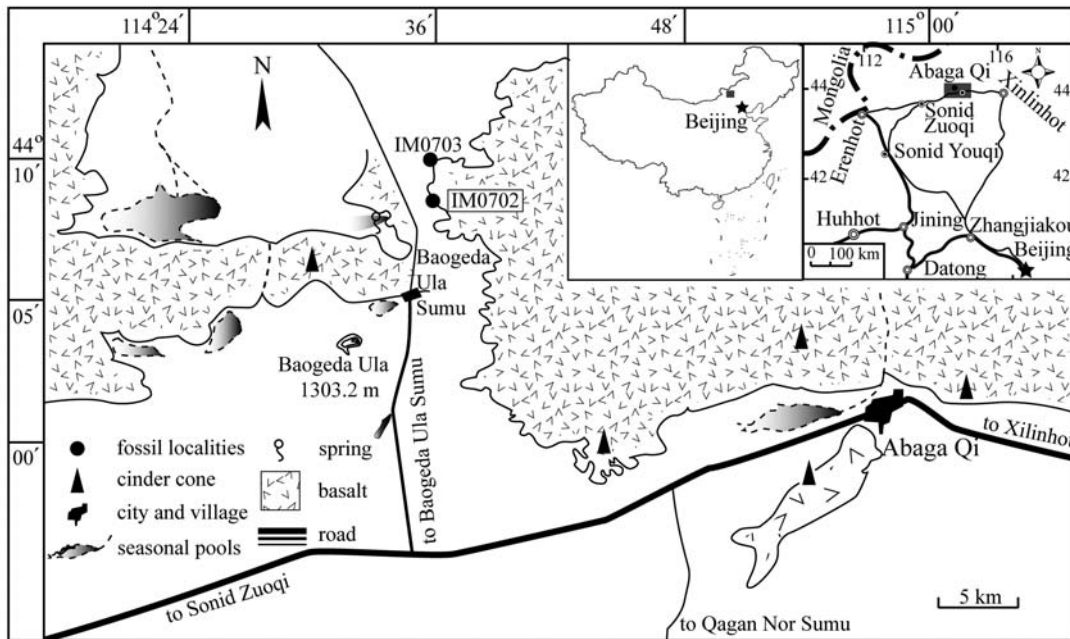 114°24′
36′
48′
115°00′
44°
10′
05′
00′
N
IM0703
IM0702
Baogeda
Ula
Sumu
Baogeda Ula
1303.2 m
to Baogeda Ula Sumu
to Sonid Zuoqi
to Qagan Nor Sumu
to Xilinhot
Abaga Qi
5 km
fossil localities
cinder cone
city and village
seasonal pools
spring
basalt
road
Beijing
112
116
N
44
44
42
42
Mongolia
Abaga Qi
Xinlinhot
Sonid
Zuoqi
Erenhot
Sonid Youqi
Huhhot
Jining
Zhangjiakou
Beijing
Datong
0 100
km